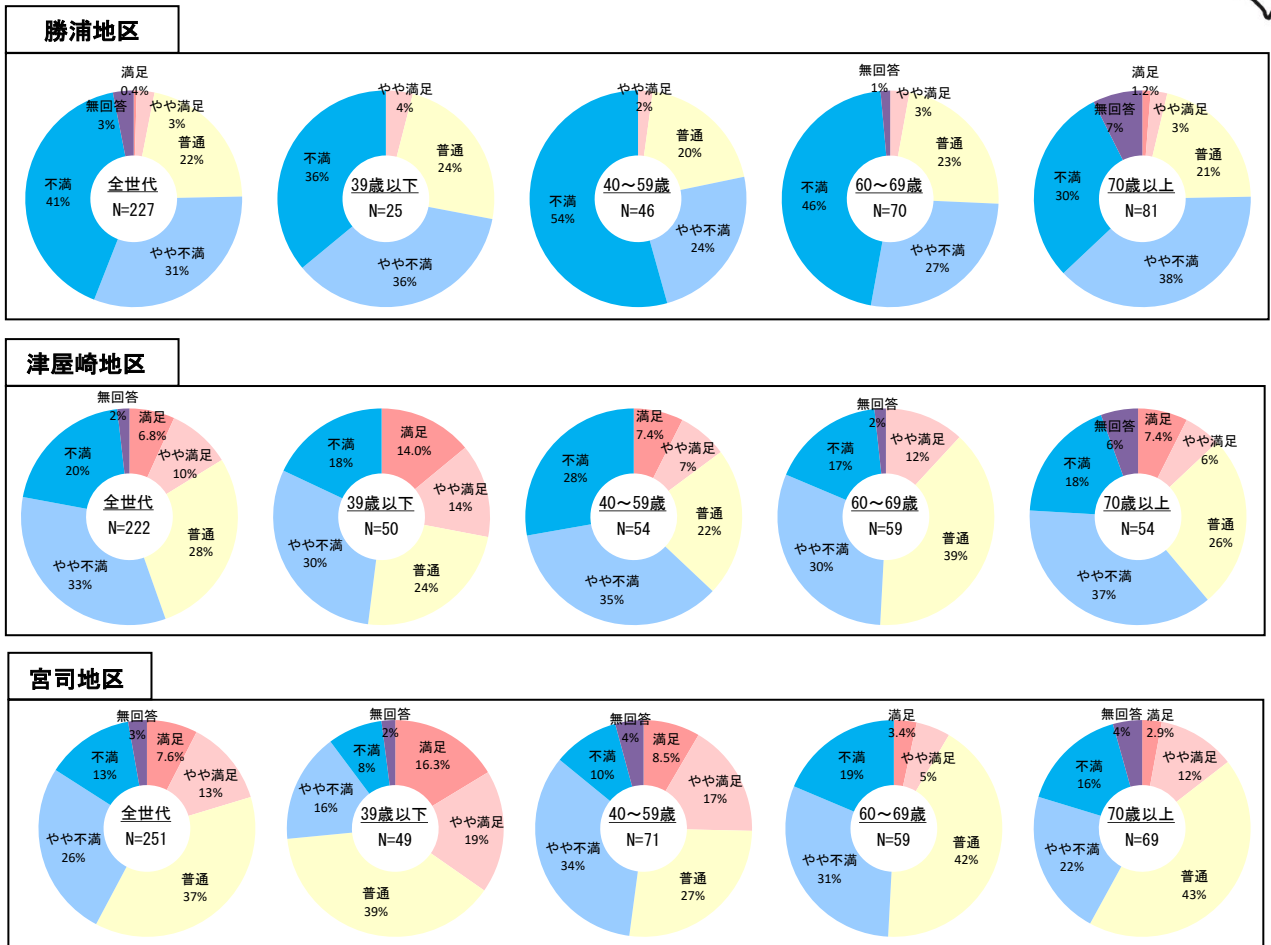 勝浦地区
満足
0.4%
やや満足
3%
普通
22%
やや不満
31%
不満
41%
無回答
3%
全世代
N=227
やや満足
4%
普通
24%
やや不満
36%
不満
36%
39歳以下
N=25
やや満足
2%
普通
20%
やや不満
24%
不満
54%
40～59歳
N=46
無回答
1%
やや満足
3%
普通
23%
やや不満
27%
不満
46%
60～69歳
N=70
満足
1.2%
やや満足
3%
普通
21%
やや不満
38%
不満
30%
無回答
7%
70歳以上
N=81
津屋崎地区
無回答
2%
満足
6.8%
やや満足
10%
普通
28%
やや不満
33%
不満
20%
全世代
N=222
満足
14.0%
やや満足
14%
普通
24%
やや不満
30%
不満
18%
39歳以下
N=50
満足
7.4%
やや満足
7%
普通
22%
やや不満
35%
不満
28%
40～59歳
N=54
無回答
2%
やや満足
12%
普通
39%
やや不満
30%
不満
17%
60～69歳
N=59
無回答
6%
満足
7.4%
やや満足
6%
普通
26%
やや不満
37%
不満
18%
70歳以上
N=54
宮司地区
無回答
3%
満足
7.6%
やや満足
13%
普通
37%
やや不満
26%
不満
13%
全世代
N=251
無回答
2%
満足
16.3%
やや満足
19%
普通
39%
やや不満
16%
不満
8%
39歳以下
N=49
無回答
4%
満足
8.5%
やや満足
17%
普通
27%
やや不満
34%
不満
10%
40～59歳
N=71
満足
3.4%
やや満足
5%
普通
42%
やや不満
31%
不満
19%
60～69歳
N=59
無回答
4%
満足
2.9%
やや満足
12%
普通
43%
やや不満
22%
不満
16%
70歳以上
N=69